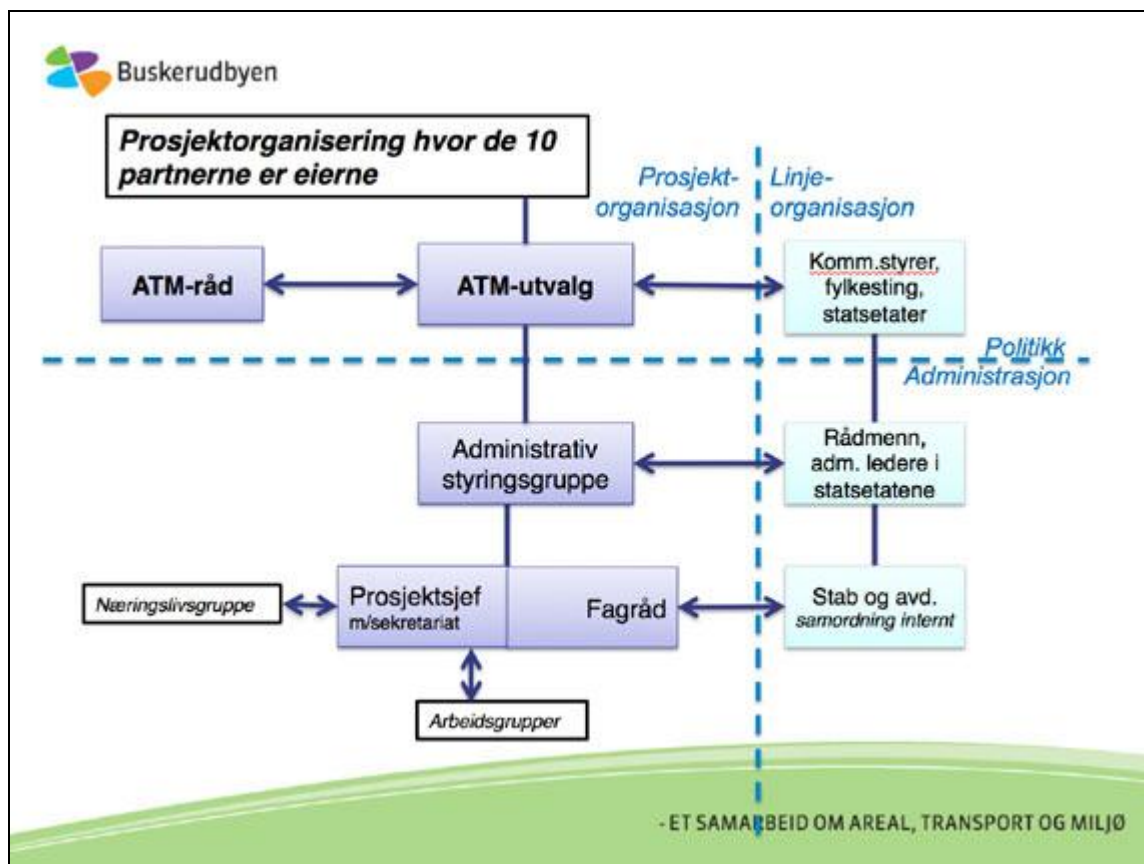 Buskerudbyen
Prosjektorganisering hvor de 10
partnerne er eierne
Prosjekt-
organisasjon
Linje-
organisasjon
ATM-råd
ATM-utvalg
Komm.styrer,
fylkesting,
statsetater
Politikk
Administrasjon
Administrativ
styringsgruppe
Rådmenn,
adm. ledere i
statsetatene
Næringslivsgruppe
Prosjektsjef
m/sekretariat
Fagråd
Stab og avd.
samordning internt
Arbeidsgrupper
- ET SAMARBEID OM AREAL, TRANSPORT OG MILJØ